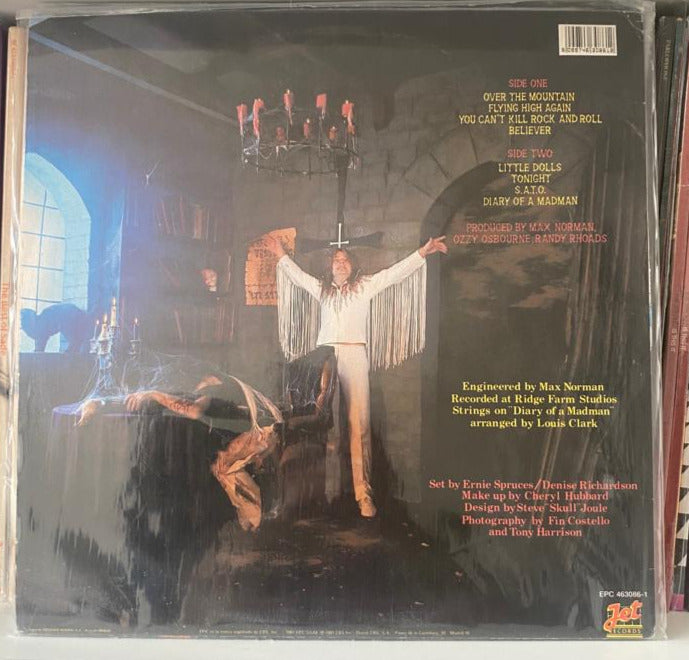 SIDE ONE
OVER THE MOUNTAIN
FLYING HIGH AGAIN
YOU CAN'T KILL ROCK AND ROLL
BELIEVER
SIDE TWO
LITTLE DOLLS
TONIGHT
S.A.T.O.
DIARY OF A MADMAN
PRODUCED BY MAX NORMAN,
OZZY OSBOURNE, RANDY RHOADS
Engineered by Max Norman
Recorded at Ridge Farm Studios
Strings on "Diary of a Madman"
arranged by Louis Clark
Set by Ernie Spruces/Denise Richardson
Make up by Cheryl Hubbard
Design by Steve "Skull" Joule
Photography by Fin Costello
and Tony Harrison
EPC 463086-1
Jet
RECORDS